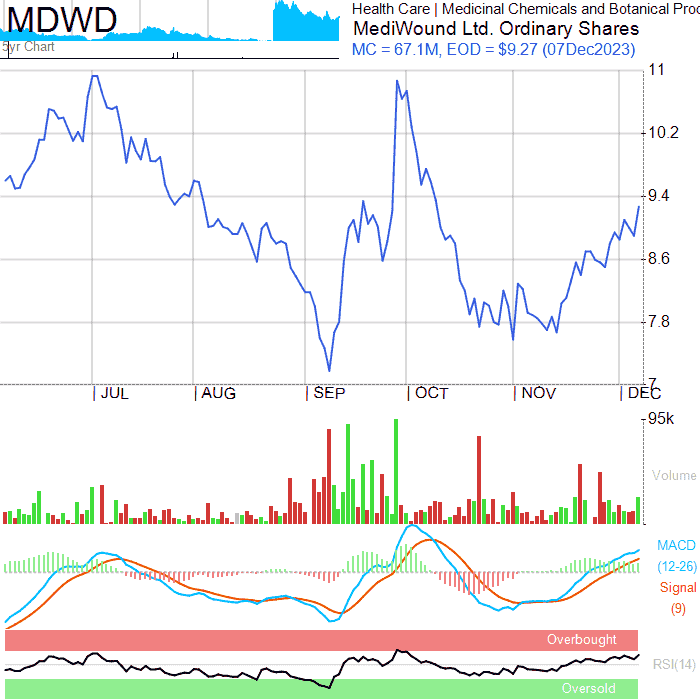 MDWD
5yr Chart
Health Care | Medicinal Chemicals and Botanical Proc
MediWound Ltd. Ordinary Shares
MC = 67.1M, EOD = $9.27 (07Dec2023)
11
10.2
9.4
8.6
7.8
7
JUL AUG SEP OCT NOV DEC
95k
Volume
MACD
(12-26)
Signal
(9)
Overbought
RSI(14)
Oversold